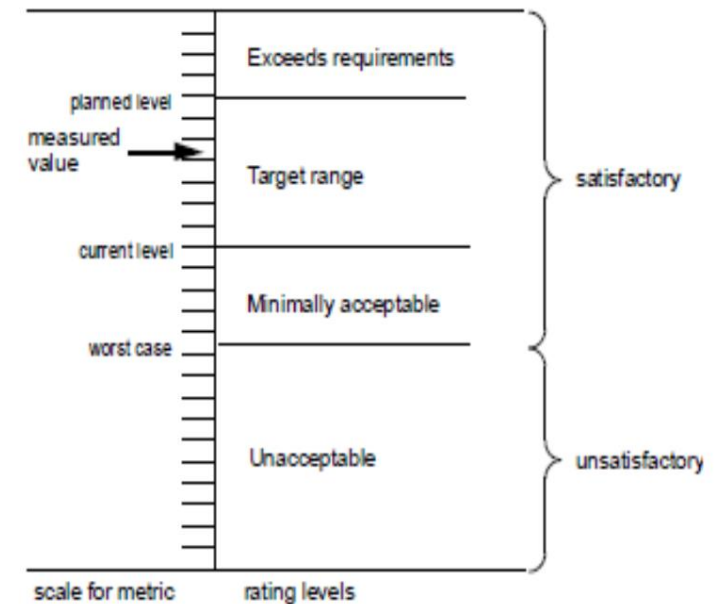 Exceeds requirements
planned level
measured
value
Target range
satisfactory
current level
Minimally acceptable
worst case
Unacceptable
unsatisfactory
scale for metric
rating levels